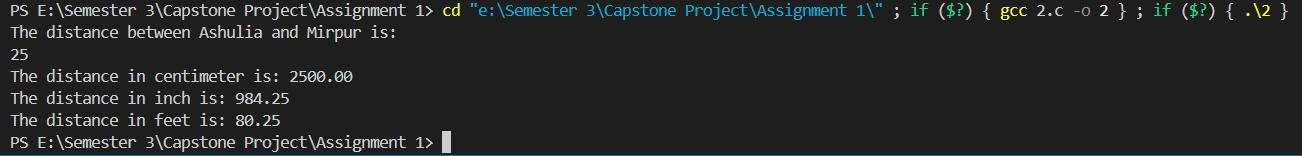 PS E:\Semester 3\Capstone Project\Assignment 1> cd "e:\Semester 3\Capstone Project\Assignment 1\" ; if ($?) { gcc 2.c -o 2 } ; if ($?) { .\2 }
The distance between Ashulia and Mirpur is:
25
The distance in centimeter is: 2500.00
The distance in inch is: 984.25
The distance in feet is: 80.25
PS E:\Semester 3\Capstone Project\Assignment 1>